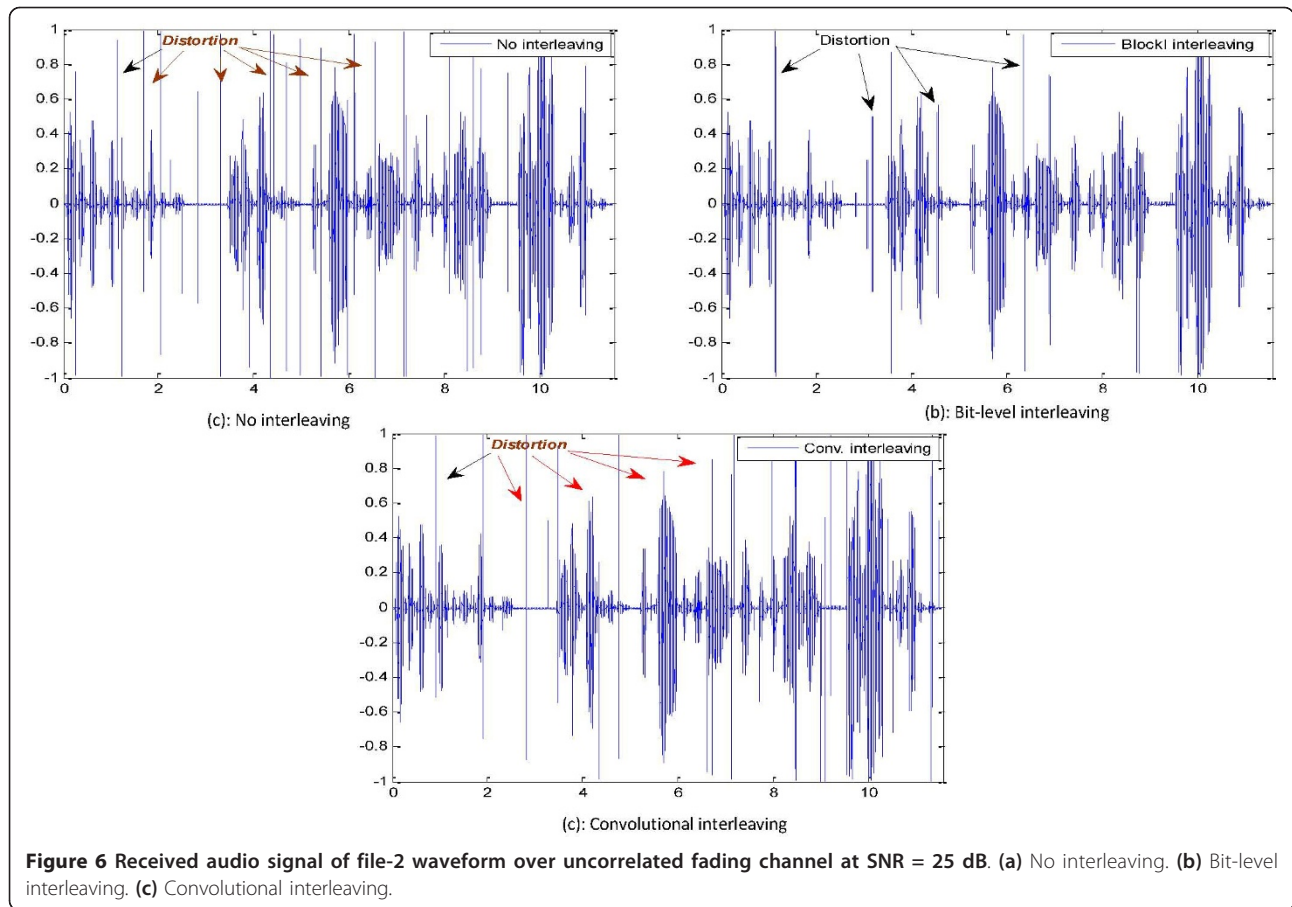 Distortion
No interleaving
1
0.8
0.6
0.4
0.2
0
-0.2
-0.4
-0.6
-0.8
-1
0 2 4 6 8 10
(c): No interleaving
Distortion
Blockl interleaving
1
0.8
0.6
0.4
0.2
0
-0.2
-0.4
-0.6
-0.8
-1
0 2 4 6 8 10
(b): Bit-level interleaving
Distortion
Conv. interleaving
1
0.8
0.6
0.4
0.2
0
-0.2
-0.4
-0.6
-0.8
-1
0 2 4 6 8 10
(c): Convolutional interleaving
Figure 6 Received audio signal of file-2 waveform over uncorrelated fading channel at SNR = 25 dB. (a) No interleaving. (b) Bit-level
interleaving. (c) Convolutional interleaving.